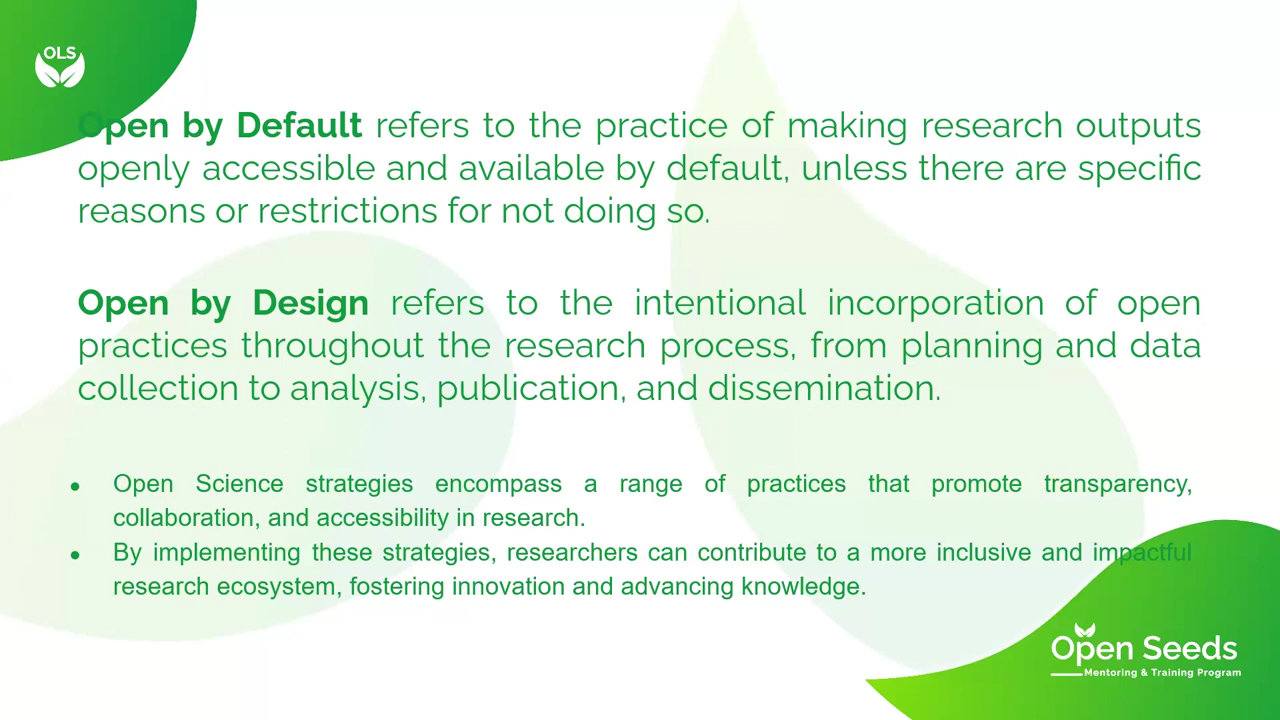 OLS
Open by Default refers to the practice of making research outputs
openly accessible and available by default, unless there are specific
reasons or restrictions for not doing so.
Open by Design refers to the intentional incorporation of open
practices throughout the research process, from planning and data
collection to analysis, publication, and dissemination.
• Open Science strategies encompass a range of practices that promote transparency,
collaboration, and accessibility in research.
• By implementing these strategies, researchers can contribute to a more inclusive and impactful
research ecosystem, fostering innovation and advancing knowledge.
Open Seeds
Mentoring & Training Program